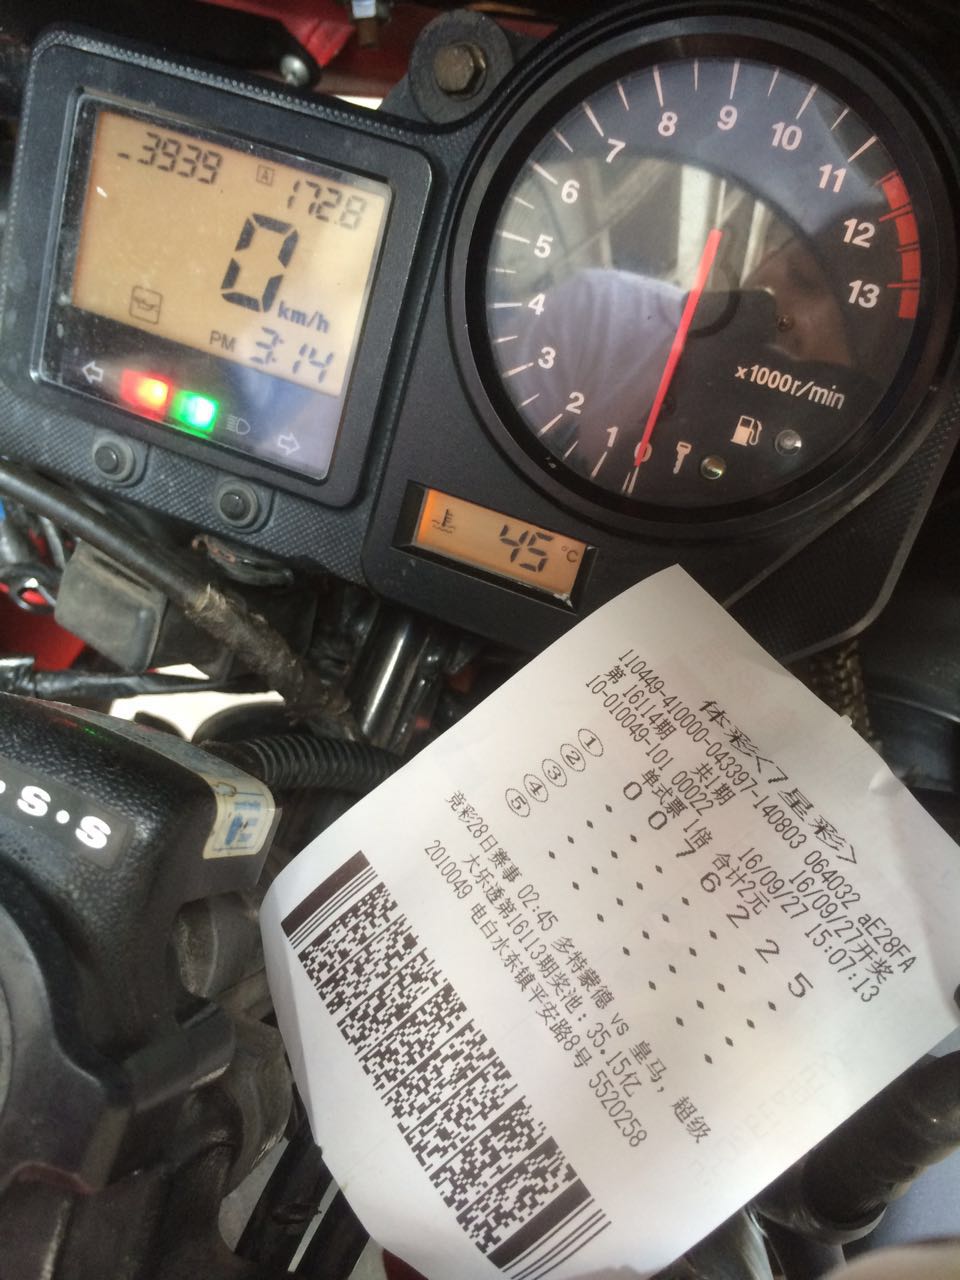 -3939
A 172.8
0 km/h
PM 3:14
0 1 2 3 4 5 6 7 8 9 10 11 12 13
x1000r/min
45 °C
.S.S
体彩<7星彩>
110449-410000-043397-140803 064032 aE28FA
第 16114期 共1期 16/09/27开奖
10-010049-101 00022 单式票 1倍 合计2元 16/09/27 15:07:13
① 0 0 7 6 2 2 5
②
③
④
⑤
竞彩28日赛事 02:45 多特蒙德 vs 皇马, 超级
大乐透第16113期奖池: 35.15亿
2010049 电白水东镇平安路8号 5520258